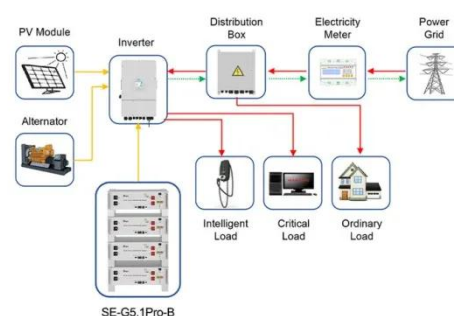 PV Module
Inverter
Distribution
Box
Electricity
Meter
Power
Grid
Alternator
Intelligent
Load
Critical
Load
Ordinary
Load
SE-G5.1Pro-B